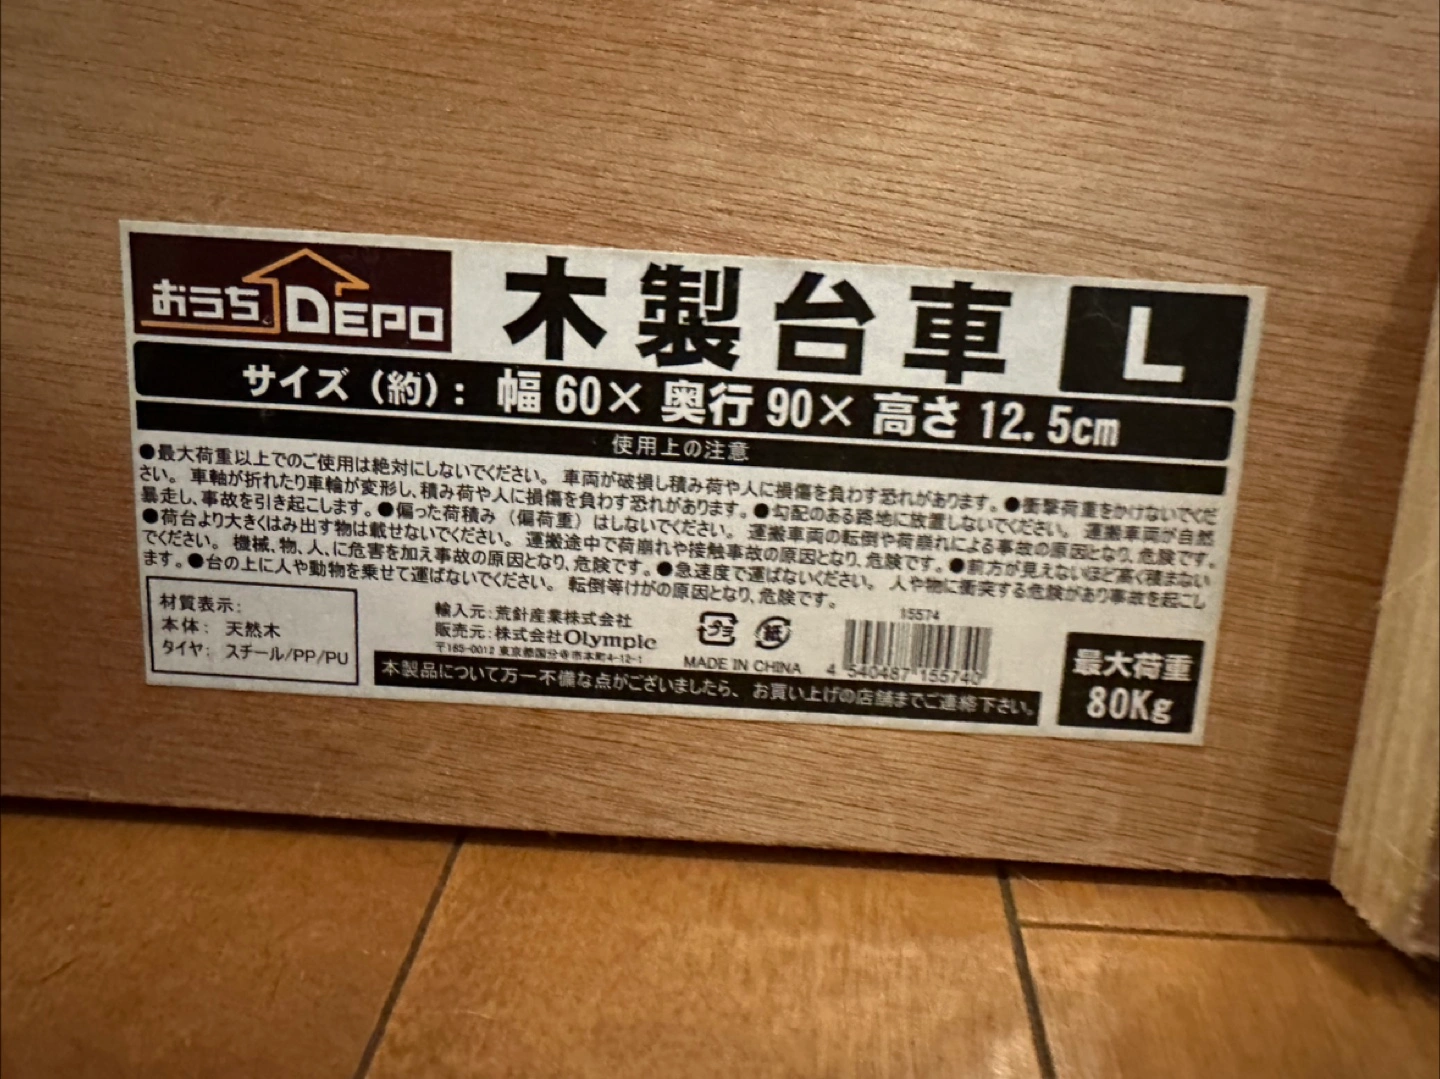 おうちDEPO 木製台車 L
サイズ（約）： 幅 60× 奥行 90× 高さ 12.5cm
使用上の注意
●最大荷重以上でのご使用は絶対にしないでください。 車両が破損し積み荷や人に損傷を負わす恐れがあります。●衝撃荷重をかけないでくだ
さい。 車軸が折れたり車輪が変形し、積み荷や人に損傷を負わす恐れがあります。●勾配のある路地に放置しないでください。 運搬車両が自然
暴走し、事故を引き起こします。●偏った荷積み（偏荷重）はしないでください。 運搬車両の転倒や荷崩れによる事故の原因となり、危険です。
●荷台より大きくはみ出す物は載せないでください。 運搬途中で荷崩れや接触事故の原因となり、危険です。●前方が見えないほど高く積まない
でください。 機械、物、人、に危害を加え事故の原因となり、危険です。●急速度で運ばないください。 人や物に衝突する危険があり事故を起こし
ます。●台の上に人や動物を乗せて運ばないでください。 転倒等けがの原因となり、危険です。
材質表示：
本体： 天然木
タイヤ： スチール/PP/PU
輸入元：荒針産業株式会社
販売元：株式会社Olympic
〒185-0012 東京都国分寺市本町4-12-1
プラ 紙
MADE IN CHINA
15574
4 540487 155740
木製品について万一不備な点がございましたら、 お買い上げの店舗までご連絡下さい。
最大荷重
80Kg